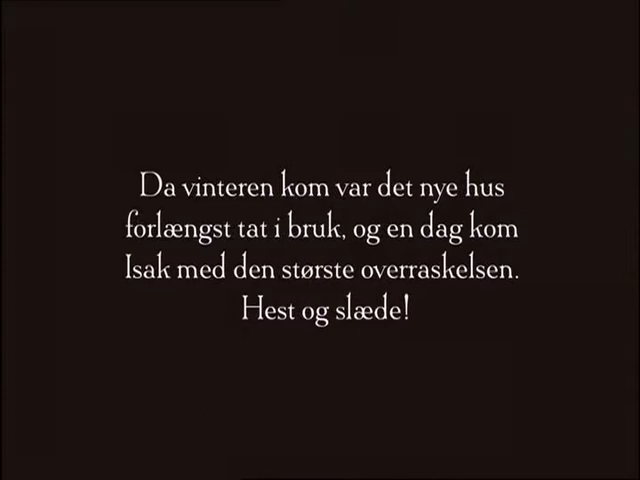 Da vinteren kom var det nye hus
forlængst tat i bruk, og en dag kom
Isak med den største overraskelsen.
Hest og slæde!